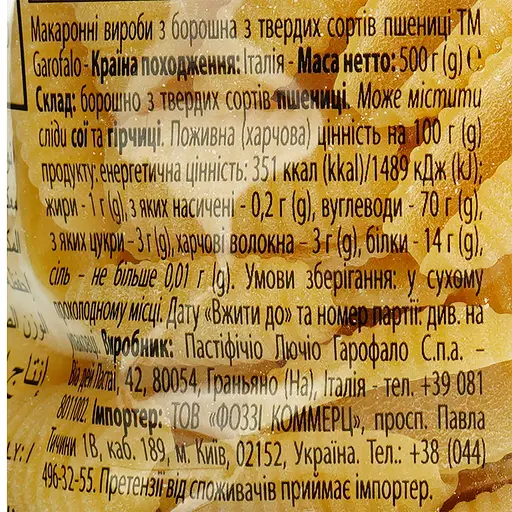 Макаронні вироби з борошна з твердих сортів пшениці ТМ
Garofalo - Країна походження: Італія - Маса нетто: 500 г (g) ℮
Склад: борошно з твердих сортів пшениці. Може містити
сліди сої та гірчиці. Поживна (харчова) цінність на 100 г (g)
продукту: енергетична цінність: 351 ккал (kkal)/1489 кДж (kJ);
жири - 1 г (g), з яких насичені - 0,2 г (g), вуглеводи - 70 г (g),
з яких цукри – 3 г (g), харчові волокна – 3 г (g), білки - 14 г (g),
сіль – не більше 0,01 г (g). Умови зберігання: у сухому
прохолодному місці. Дату «Вжити до» та номер партії: див. на
Виробник: Пастіфічіо Лючіо Гарофало С.п.а. –
Віа дей 42, 80054, Граньяно (На), Італія - тел. +39 081
8011002. Імпортер: ТОВ «ФОЗЗІ КОММЕРЦ», просп. Павла
Тичини 1В, каб. 189, м. Київ, 02152, Україна. Тел.: +38 (044)
496-32-55. Претензії від споживачів приймає імпортер.